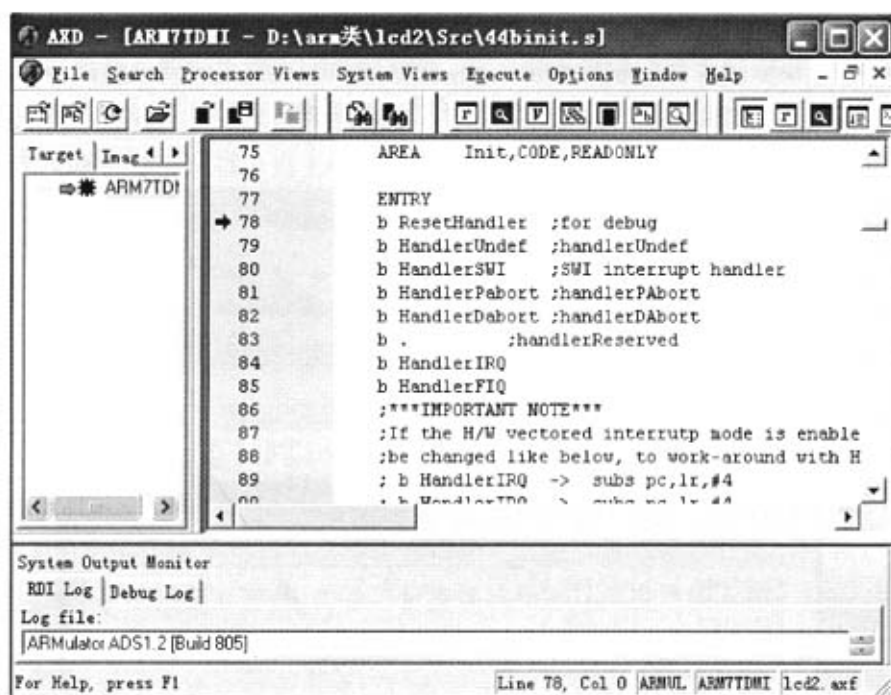 AXD - [ARM7TDMI - D:\arm类\lcd2\Src\44binit.s]
File Search Processor Views System Views Execute Options Window Help
Target Imag
ARM7TDI
75 AREA Init,CODE,READONLY
76
77 ENTRY
78 b ResetHandler ;for debug
79 b HandlerUndef ;handlerUndef
80 b HandlerSWI ;SWI interrupt handler
81 b HandlerPabort ;handlerPAbort
82 b HandlerDabort ;handlerDAbort
83 b . ;handlerReserved
84 b HandlerIRQ
85 b HandlerFIQ
86 ;***IMPORTANT NOTE***
87 ;If the H/W vectored interrutp mode is enable
88 ;be changed like below, to work-around with H
89 ; b HandlerIRQ -> subs pc,lr,#4
System Output Monitor
RDI Log Debug Log
Log file:
ARMulator ADS1.2 [Build 805]
For Help, press F1 Line 78, Col 0 ARMUL ARM7TDMI lcd2.axf